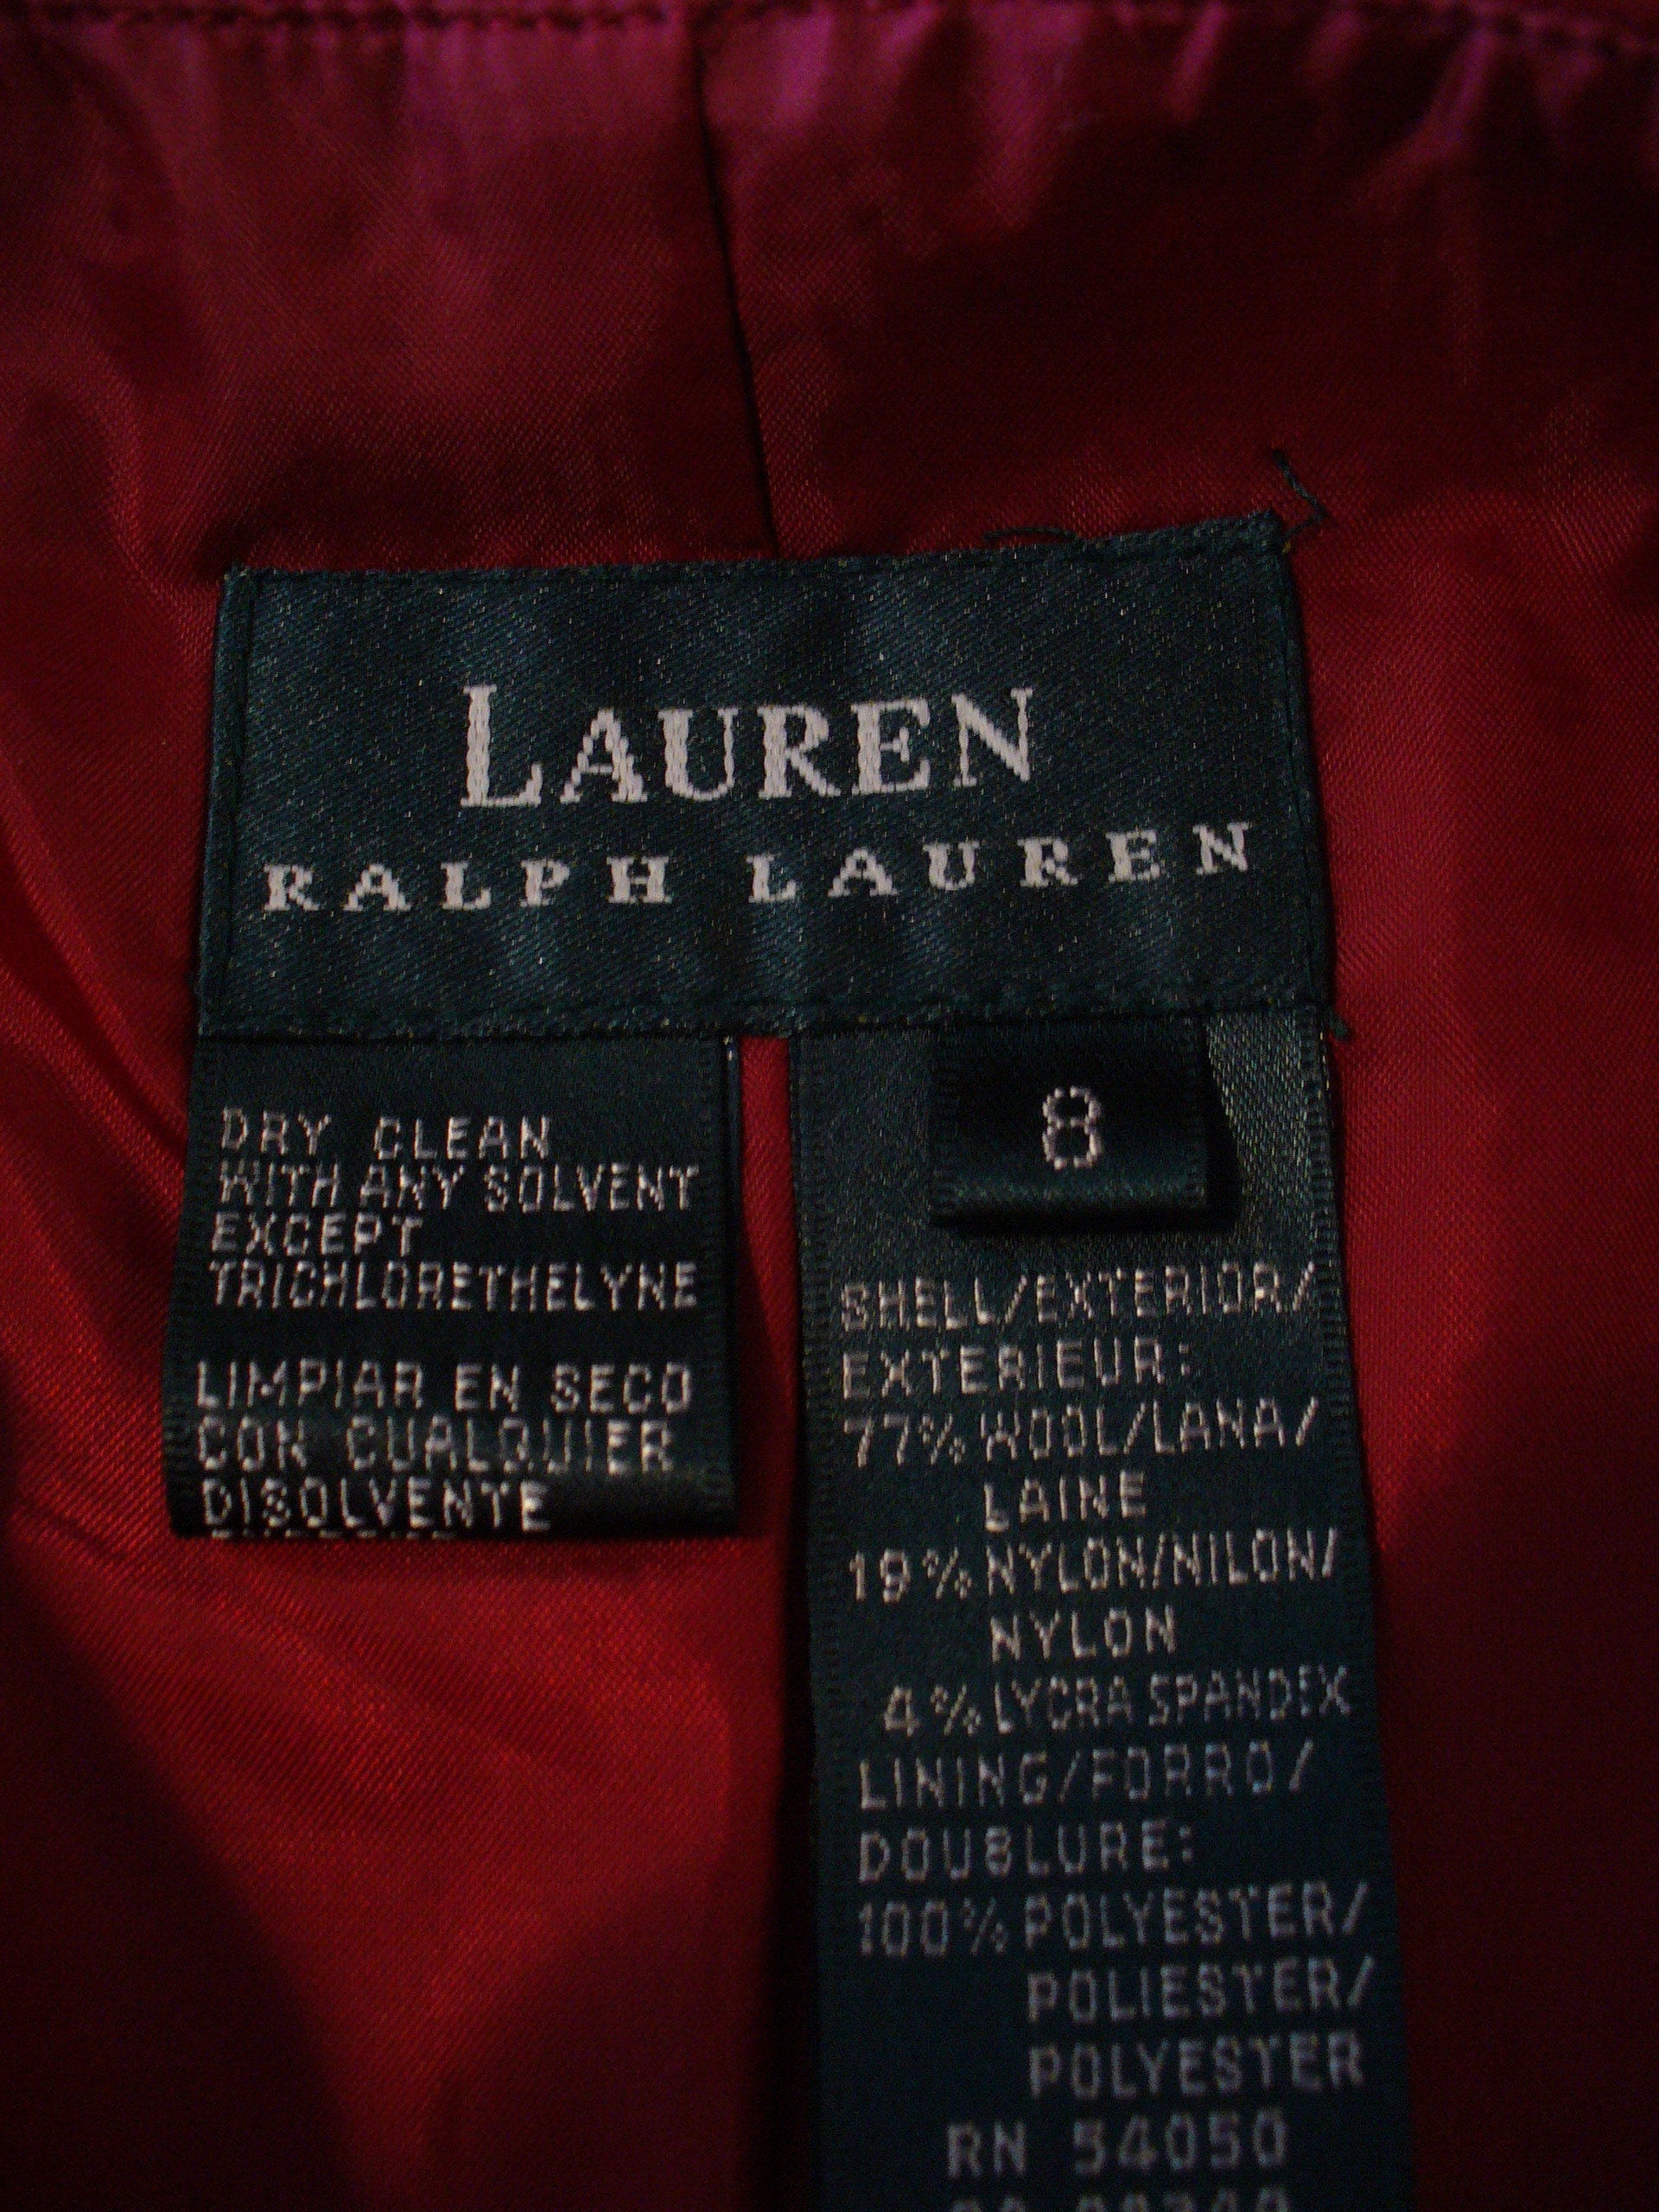 LAUREN
RALPH LAUREN
8
DRY CLEAN
WITH ANY SOLVENT
EXCEPT
TRICHLORETHELYNE
LIMPIAR EN SECO
CON CUALQUIER
DISOLVENTE
SHELL/EXTERIOR/
EXTERIEUR:
77% WOOL/LANA/
LAINE
19% NYLON/NILON/
NYLON
4% LYCRA SPANDEX
LINING/FORRO/
DOUBLURE:
100% POLYESTER/
POLIESTER/
POLYESTER
RN 54050